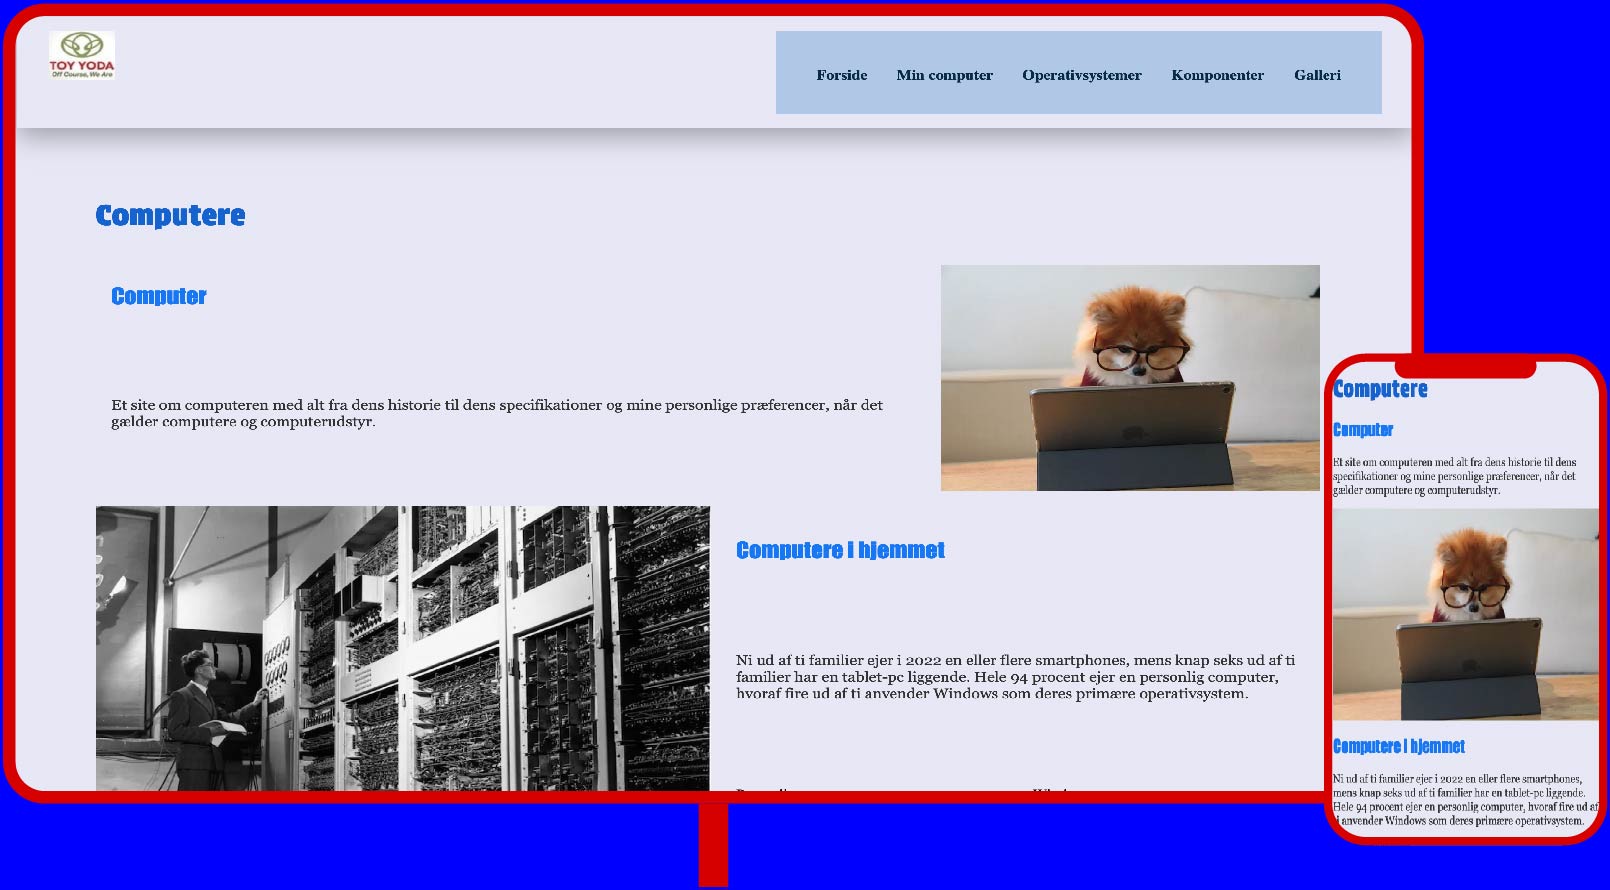 TOY YODA
Off Course, We Are
Forside Min computer Operativsystemer Komponenter Galleri
Computere
Computer
Et site om computeren med alt fra dens historie til dens specifikationer og mine personlige præferencer, når det
gælder computere og computerudstyr.
Computere i hjemmet
Ni ud af ti familier ejer i 2022 en eller flere smartphones, mens knap seks ud af ti
familier har en tablet-pc liggende. Hele 94 procent ejer en personlig computer,
hvoraf fire ud af ti anvender Windows som deres primære operativsystem.
Computere
Computer
Et site om computeren med alt fra dens historie til dens
specifikationer og mine personlige præferencer, når det
gælder computere og computerudstyr.
Computere i hjemmet
Ni ud af ti familier ejer i 2022 en eller flere smartphones,
mens knap seks ud af ti familier har en tablet-pc liggende.
Hele 94 procent ejer en personlig computer, hvoraf fire ud af
anvender Windows som deres primære operativsystem.